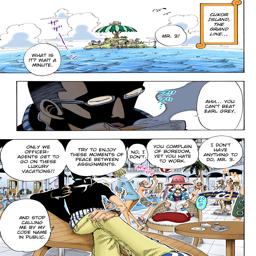 CUKOR
ISLAND,
THE
GRAND
LINE...
MR. 3!
WHAT IS
IT? WAIT A
MINUTE.
AHH... YOU
CAN'T BEAT
EARL GREY.
I DON'T
HAVE
ANYTHING TO
DO, MR. 3.
YOU COMPLAIN
OF BOREDOM,
YET YOU HATE
TO WORK.
NO, I
DON'T.
TRY TO ENJOY
THESE MOMENTS OF
PEACE BETWEEN
ASSIGNMENTS.
ONLY WE
OFFICER-
AGENTS GET TO
GO ON THESE
LUXURY
VACATIONS!!
AND STOP
CALLING ME
BY MY CODE
NAME IN
PUBLIC.